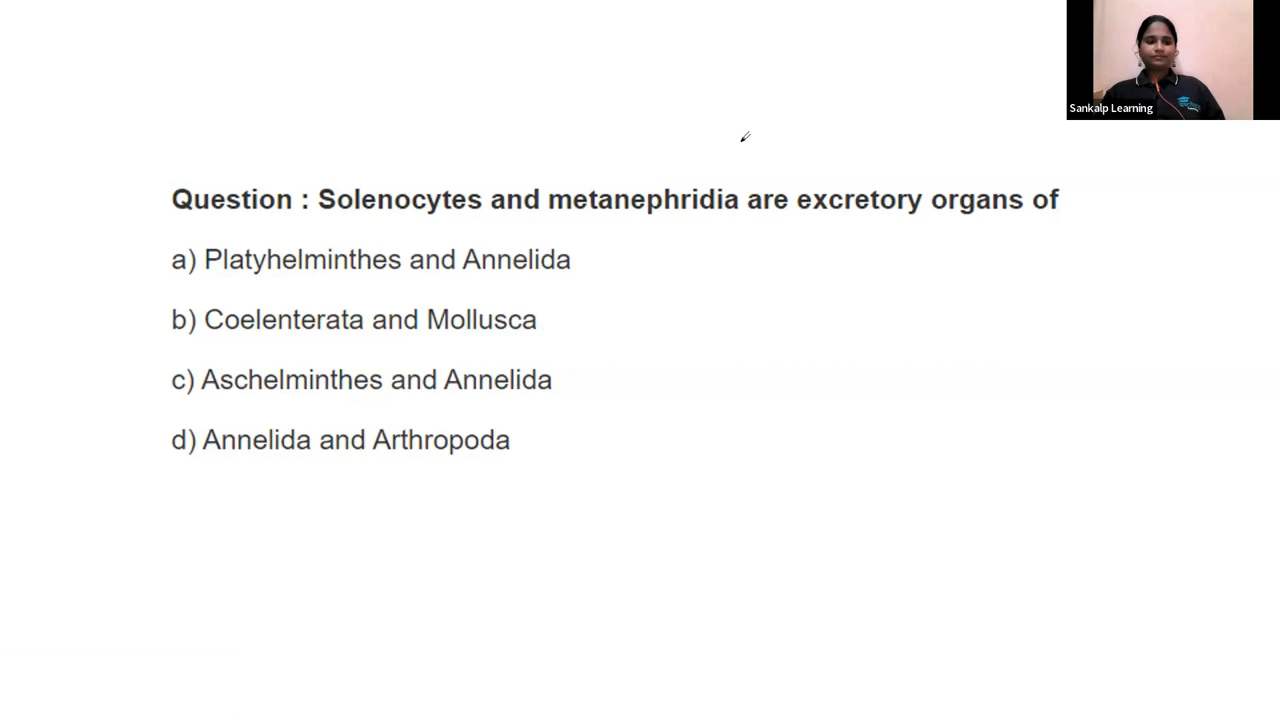 Sankalp Learning
Question : Solenocytes and metanephridia are excretory organs of
a) Platyhelminthes and Annelida
b) Coelenterata and Mollusca
c) Aschelminthes and Annelida
d) Annelida and Arthropoda